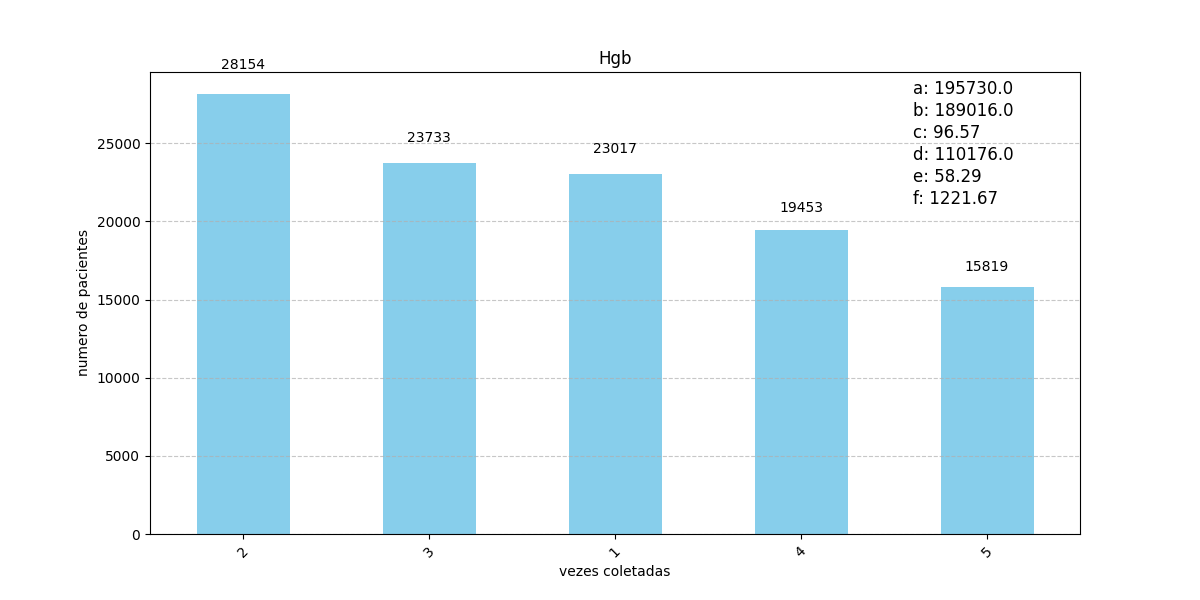 Hgb
28154
23733
23017
19453
15819
a: 195730.0
b: 189016.0
c: 96.57
d: 110176.0
e: 58.29
f: 1221.67
numero de pacientes
25000
20000
15000
10000
5000
0
2
3
1
4
5
vezes coletadas